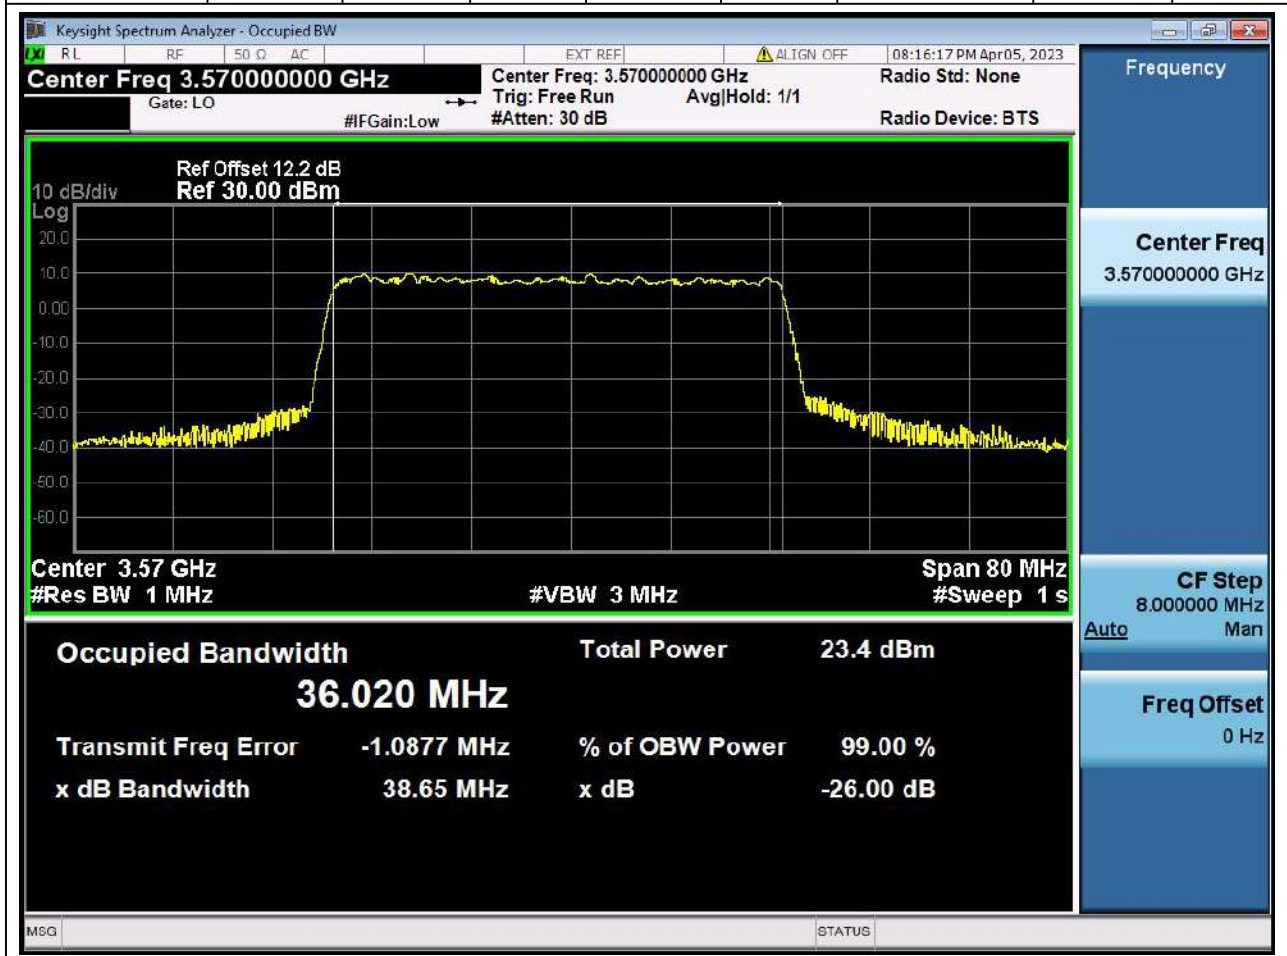 Keysight Spectrum Analyzer - Occupied BW
LXI RL RF 50 Ω AC EXT REF ALIGN OFF 08:16:17 PM Apr 05, 2023
Center Freq 3.570000000 GHz
Center Freq: 3.570000000 GHz
Radio Std: None
Gate: LO
Trig: Free Run
Avg|Hold: 1/1
#IFGain:Low
#Atten: 30 dB
Radio Device: BTS
Ref Offset 12.2 dB
10 dB/div
Ref 30.00 dBm
Log
20.0
10.0
0.00
-10.0
-20.0
-30.0
-40.0
-50.0
-60.0
Center 3.57 GHz
Span 80 MHz
#Res BW 1 MHz
#VBW 3 MHz
#Sweep 1 s
Occupied Bandwidth
Total Power 23.4 dBm
36.020 MHz
Transmit Freq Error -1.0877 MHz
% of OBW Power 99.00 %
x dB Bandwidth 38.65 MHz
x dB -26.00 dB
MSG
STATUS
Frequency
Center Freq
3.570000000 GHz
CF Step
8.000000 MHz
Auto Man
Freq Offset
0 Hz